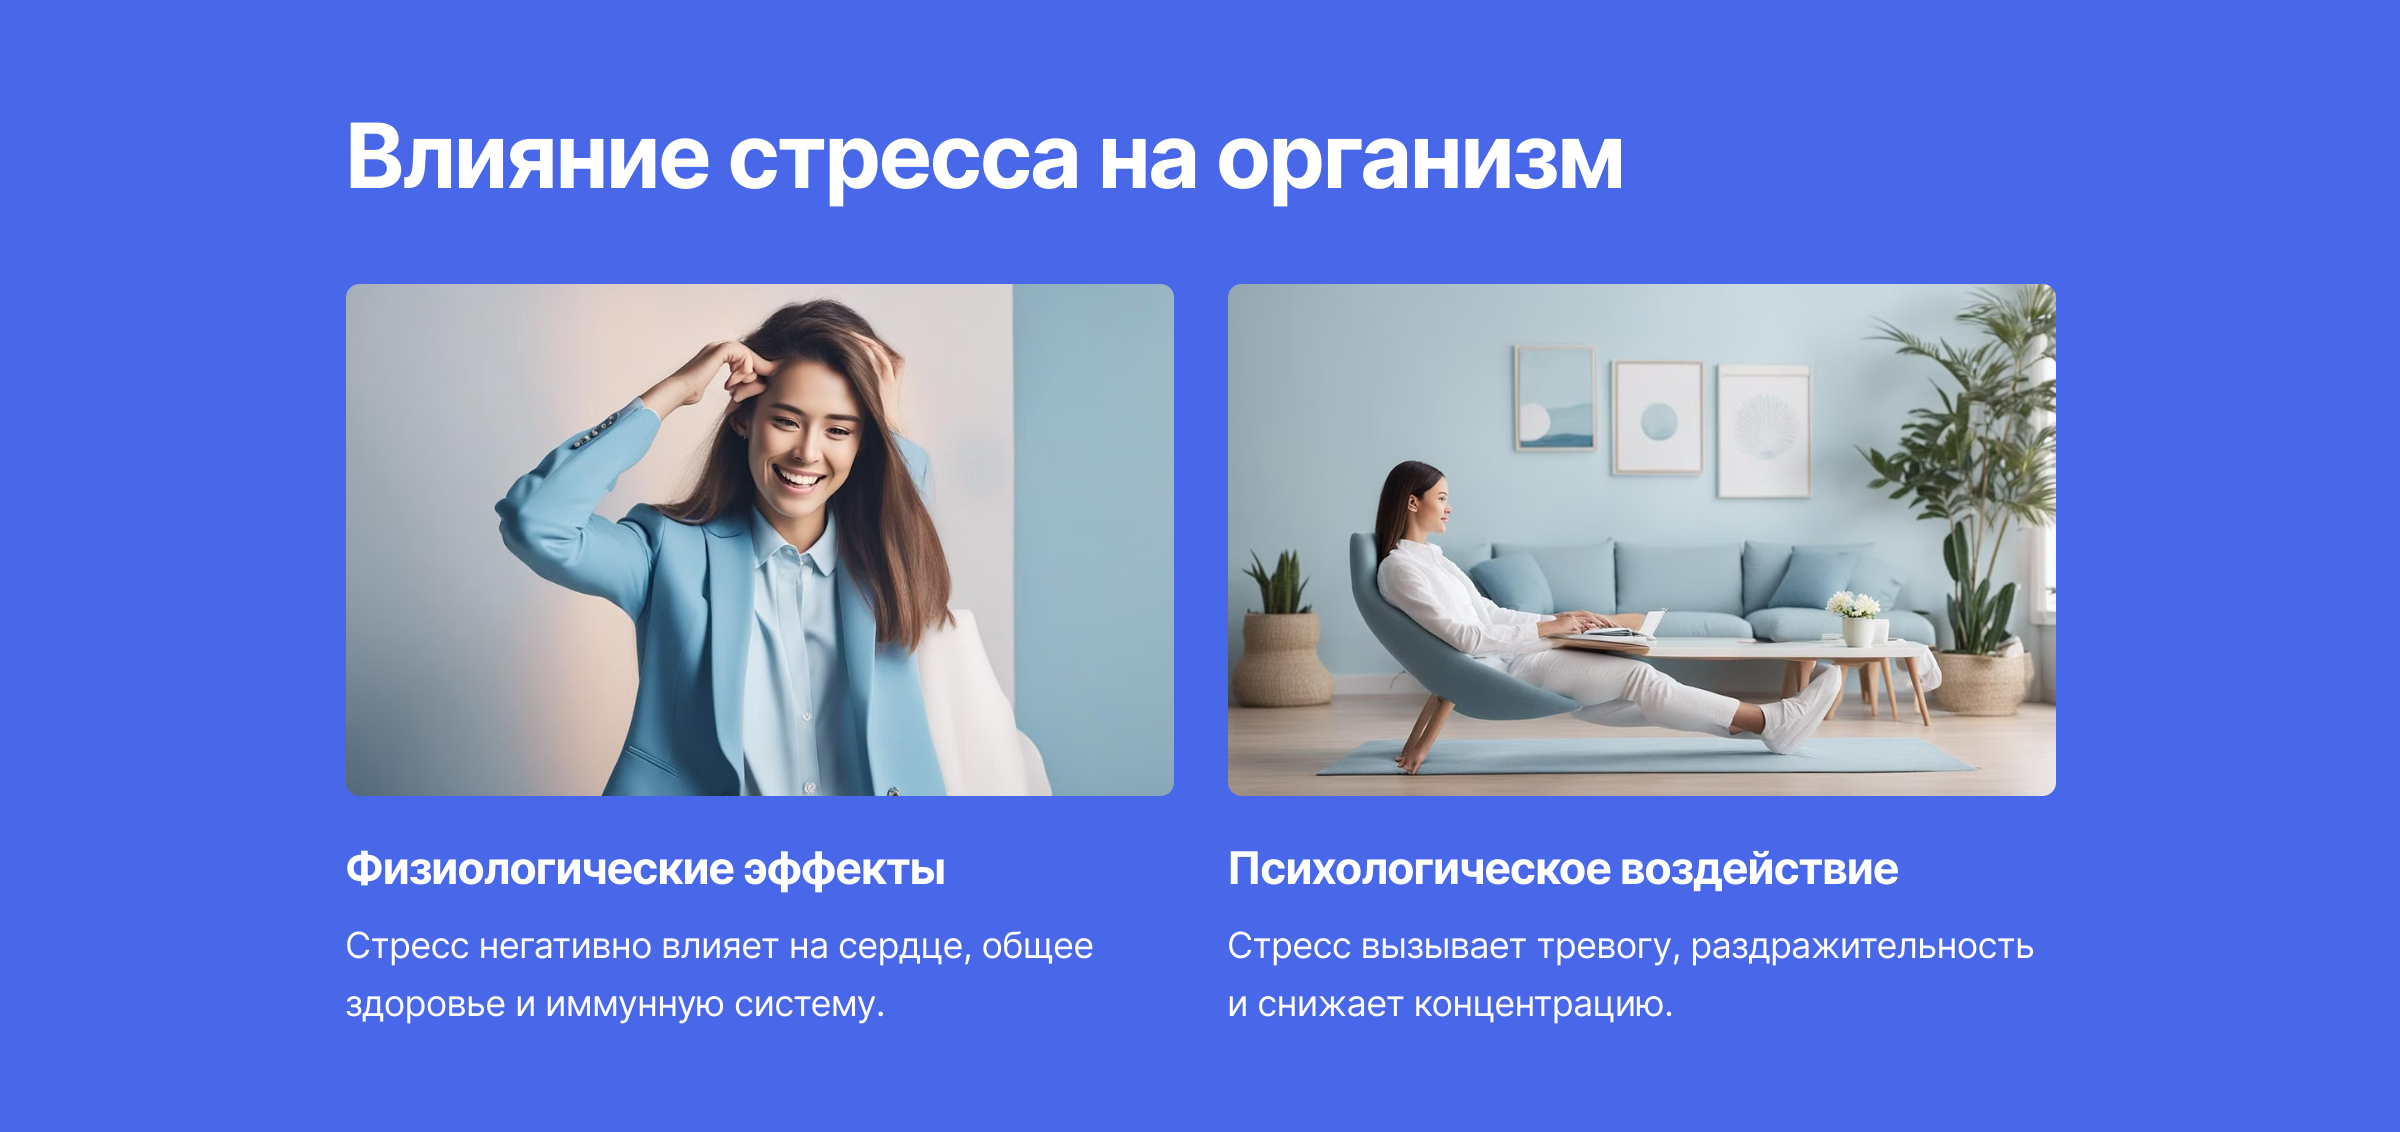 Влияние стресса на организм
Физиологические эффекты
Стресс негативно влияет на сердце, общее
здоровье и иммунную систему.
Психологическое воздействие
Стресс вызывает тревогу, раздражительность
и снижает концентрацию.